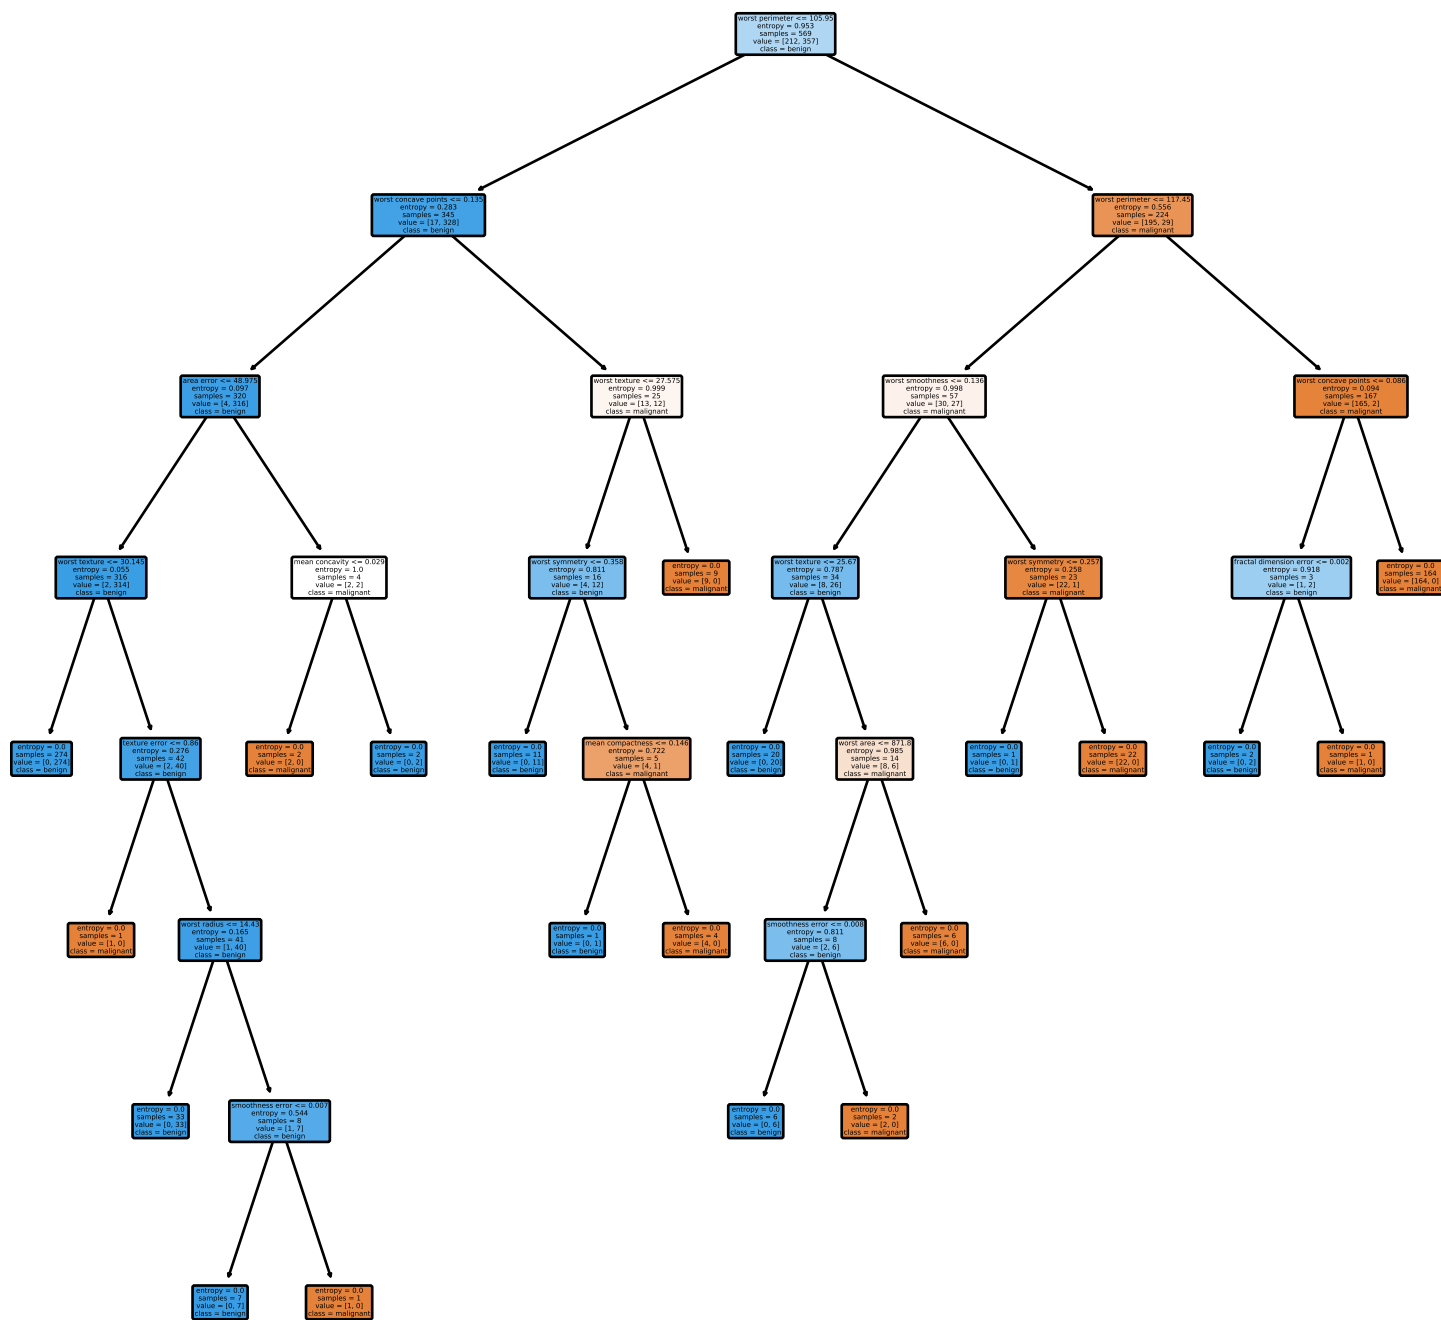 worst perimeter <= 105.95
entropy = 0.953
samples = 569
value = [212, 357]
class = benign
worst concave points <= 0.135
entropy = 0.283
samples = 345
value = [17, 328]
class = benign
worst perimeter <= 117.45
entropy = 0.556
samples = 224
value = [195, 29]
class = malignant
area error <= 48.975
entropy = 0.097
samples = 320
value = [4, 316]
class = benign
worst texture <= 27.575
entropy = 0.999
samples = 25
value = [13, 12]
class = malignant
worst smoothness <= 0.136
entropy = 0.998
samples = 57
value = [30, 27]
class = malignant
worst concave points <= 0.086
entropy = 0.094
samples = 167
value = [165, 2]
class = malignant
worst texture <= 30.145
entropy = 0.055
samples = 316
value = [2, 314]
class = benign
mean concavity <= 0.029
entropy = 1.0
samples = 4
value = [2, 2]
class = malignant
worst symmetry <= 0.358
entropy = 0.811
samples = 16
value = [4, 12]
class = benign
entropy = 0.0
samples = 9
value = [9, 0]
class = malignant
worst texture <= 25.67
entropy = 0.787
samples = 34
value = [8, 26]
class = benign
worst symmetry <= 0.257
entropy = 0.258
samples = 23
value = [22, 1]
class = malignant
fractal dimension error <= 0.002
entropy = 0.918
samples = 3
value = [1, 2]
class = benign
entropy = 0.0
samples = 164
value = [164, 0]
class = malignant
entropy = 0.0
samples = 274
value = [0, 274]
class = benign
texture error <= 0.86
entropy = 0.276
samples = 42
value = [2, 40]
class = benign
entropy = 0.0
samples = 2
value = [2, 0]
class = malignant
entropy = 0.0
samples = 2
value = [0, 2]
class = benign
entropy = 0.0
samples = 11
value = [0, 11]
class = benign
mean compactness <= 0.146
entropy = 0.722
samples = 5
value = [4, 1]
class = malignant
entropy = 0.0
samples = 20
value = [0, 20]
class = benign
worst area <= 871.8
entropy = 0.985
samples = 14
value = [8, 6]
class = malignant
entropy = 0.0
samples = 1
value = [0, 1]
class = benign
entropy = 0.0
samples = 22
value = [22, 0]
class = malignant
entropy = 0.0
samples = 2
value = [0, 2]
class = benign
entropy = 0.0
samples = 1
value = [1, 0]
class = malignant
entropy = 0.0
samples = 1
value = [1, 0]
class = malignant
worst radius <= 14.43
entropy = 0.165
samples = 41
value = [1, 40]
class = benign
entropy = 0.0
samples = 1
value = [0, 1]
class = benign
entropy = 0.0
samples = 4
value = [4, 0]
class = malignant
smoothness error <= 0.008
entropy = 0.811
samples = 8
value = [2, 6]
class = benign
entropy = 0.0
samples = 6
value = [6, 0]
class = malignant
entropy = 0.0
samples = 33
value = [0, 33]
class = benign
smoothness error <= 0.007
entropy = 0.544
samples = 8
value = [1, 7]
class = benign
entropy = 0.0
samples = 6
value = [0, 6]
class = benign
entropy = 0.0
samples = 2
value = [2, 0]
class = malignant
entropy = 0.0
samples = 7
value = [0, 7]
class = benign
entropy = 0.0
samples = 1
value = [1, 0]
class = malignant